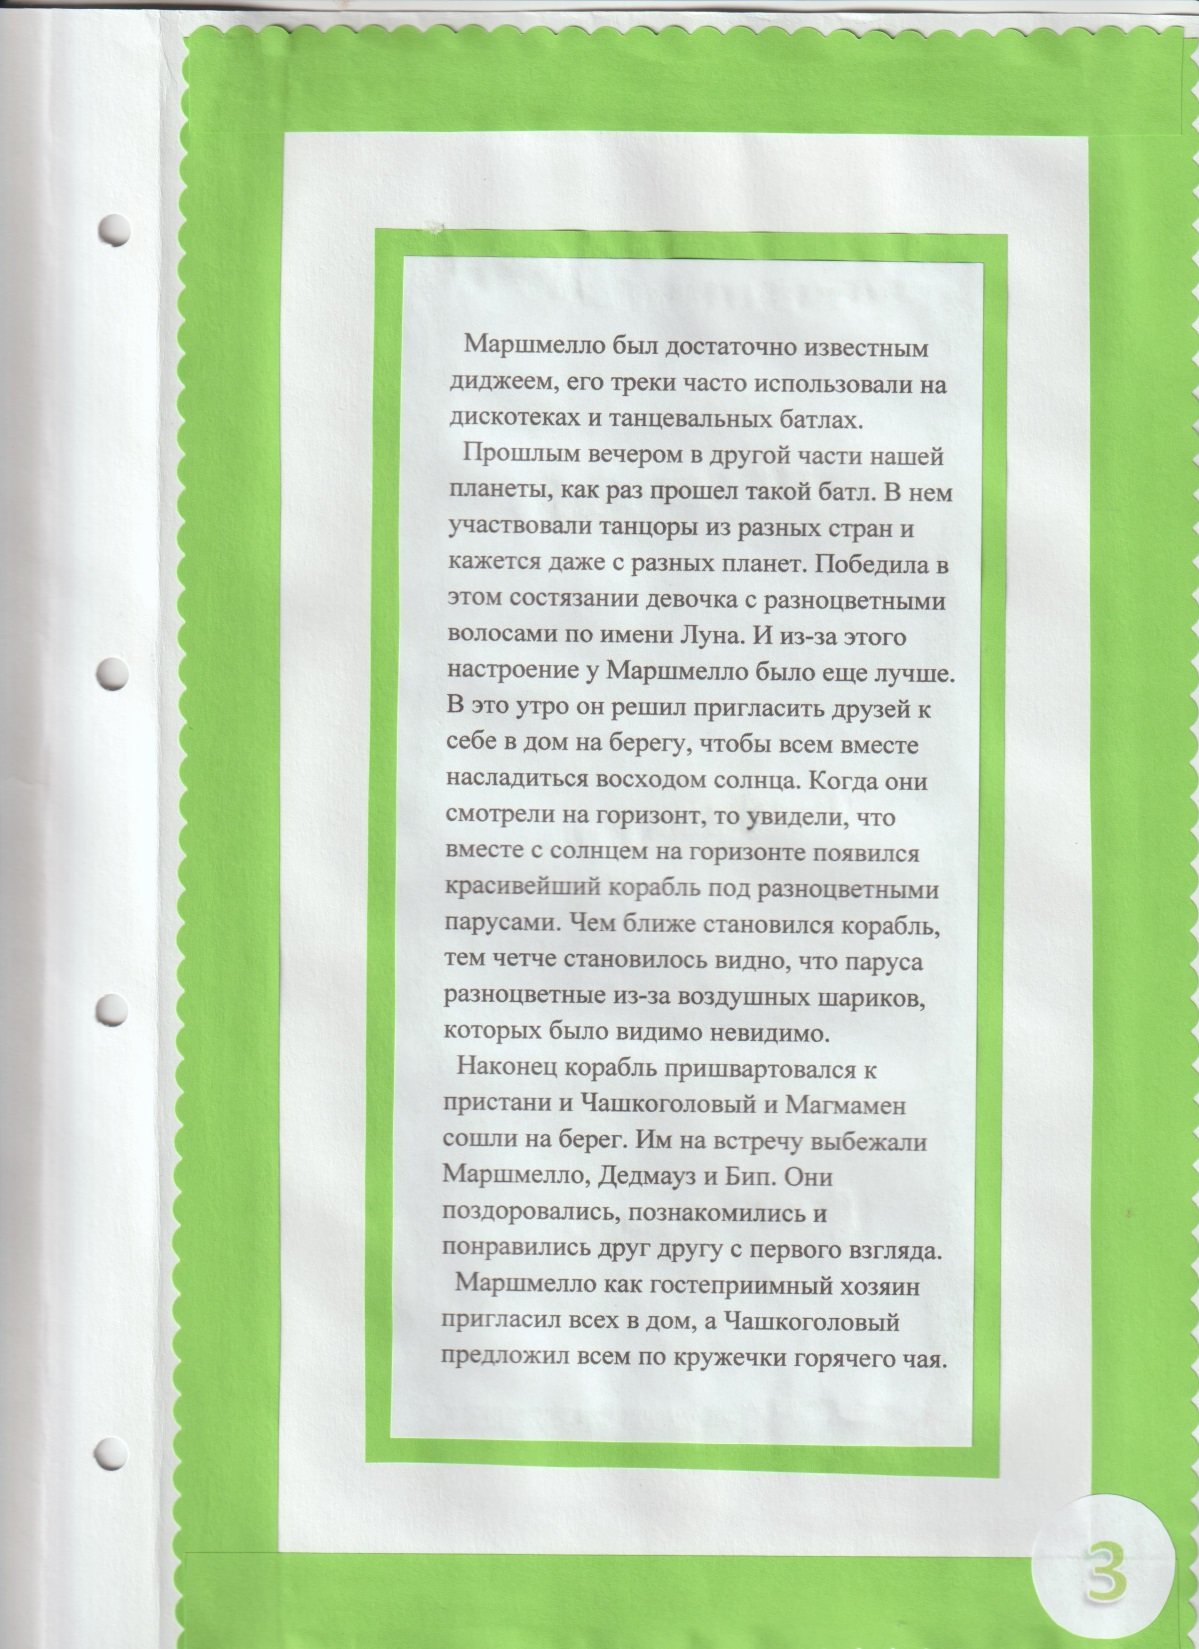 Маршмелло был достаточно известным
диджеем, его треки часто использовали на
дискотеках и танцевальных батлах.
Прошлым вечером в другой части нашей
планеты, как раз прошел такой батл. В нем
участвовали танцоры из разных стран и
кажется даже с разных планет. Победила в
этом состязании девочка с разноцветными
волосами по имени Луна. И из-за этого
настроение у Маршмелло было еще лучше.
В это утро он решил пригласить друзей к
себе в дом на берегу, чтобы всем вместе
насладиться восходом солнца. Когда они
смотрели на горизонт, то увидели, что
вместе с солнцем на горизонте появился
красивейший корабль под разноцветными
парусами. Чем ближе становился корабль,
тем четче становилось видно, что паруса
разноцветные из-за воздушных шариков,
которых было видимо невидимо.
Наконец корабль пришвартовался к
пристани и Чашкоголовый и Магмамен
сошли на берег. Им на встречу выбежали
Маршмелло, Дедмауз и Бип. Они
поздоровались, познакомились и
понравились друг другу с первого взгляда.
Маршмелло как гостеприимный хозяин
пригласил всех в дом, а Чашкоголовый
предложил всем по кружечки горячего чая.
3